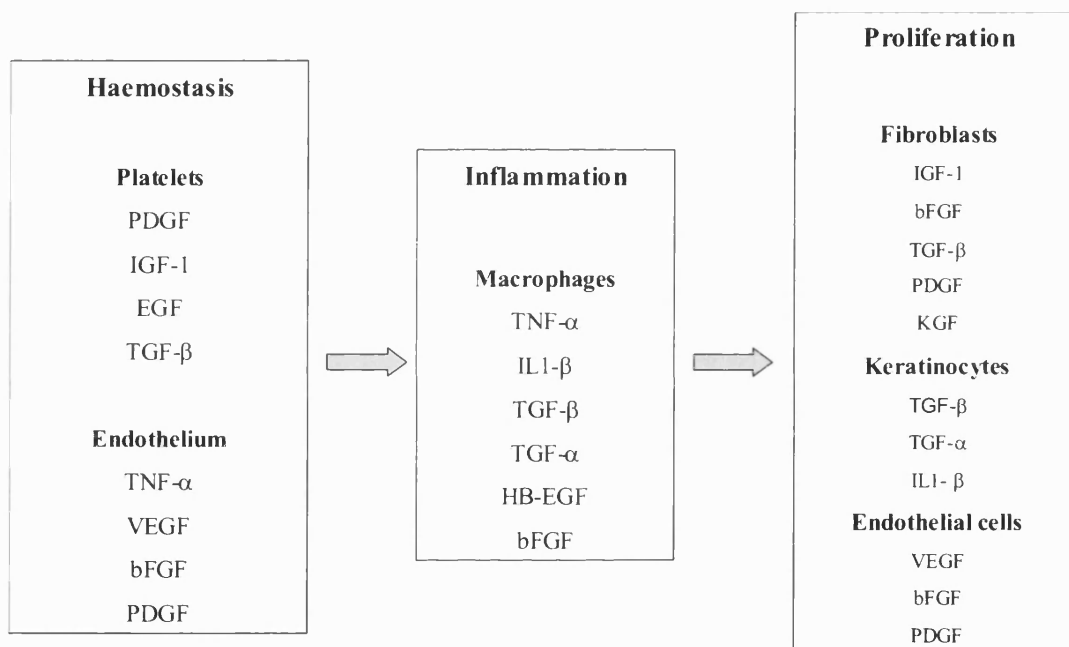 Haemostasis
Platelets
PDGF
IGF-1
EGF
TGF-β
Endothelium
TNF-α
VEGF
bFGF
PDGF
Inflammation
Macrophages
TNF-α
IL1-β
TGF-β
TGF-α
HB-EGF
bFGF
Proliferation
Fibroblasts
IGF-1
bFGF
TGF-β
PDGF
KGF
Keratinocytes
TGF-β
TGF-α
IL1- β
Endothelial cells
VEGF
bFGF
PDGF